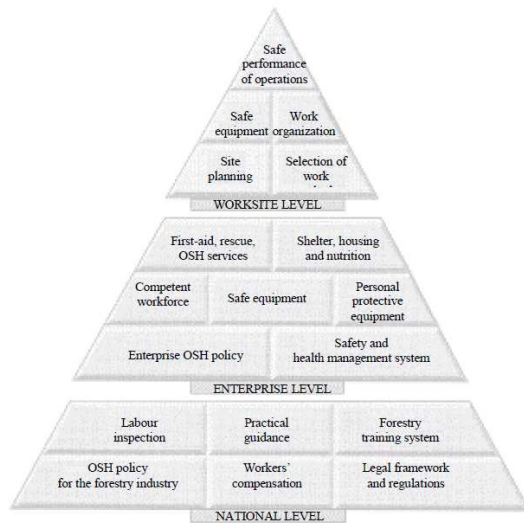 Safe
performance
of operations
Safe
equipment
Work
organization
Site
planning
Selection of
work
WORKSITE LEVEL
First-aid, rescue,
OSH services
Shelter, housing
and nutrition
Competent
workforce
Safe equipment
Personal
protective
equipment
Enterprise OSH policy
Safety and
health management system
ENTERPRISE LEVEL
Labour
inspection
Practical
guidance
Forestry
training system
OSH policy
for the forestry industry
Workers’
compensation
Legal framework
and regulations
NATIONAL LEVEL